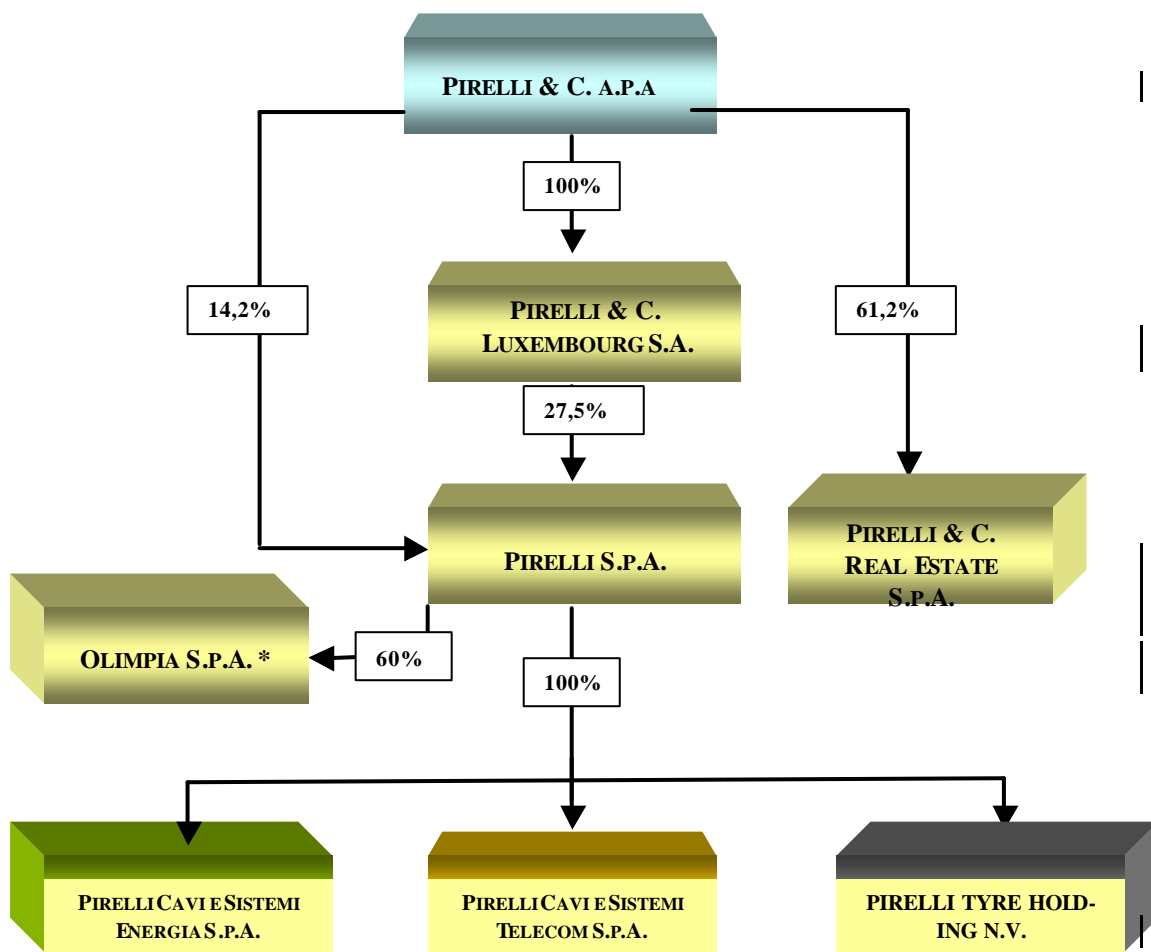 PIRELLI & C. A.P.A
100%
14,2%
PIRELLI & C.
LUXEMBOURG S.A.
61,2%
27,5%
PIRELLI S.P.A.
PIRELLI & C.
REAL ESTATE
S.P.A.
OLIMPIA S.P.A. *
60%
100%
PIRELLI CAVI E SISTEMI
ENERGIA S.P.A.
PIRELLI CAVI E SISTEMI
TELECOM S.P.A.
PIRELLI TYRE HOLD-
ING N.V.